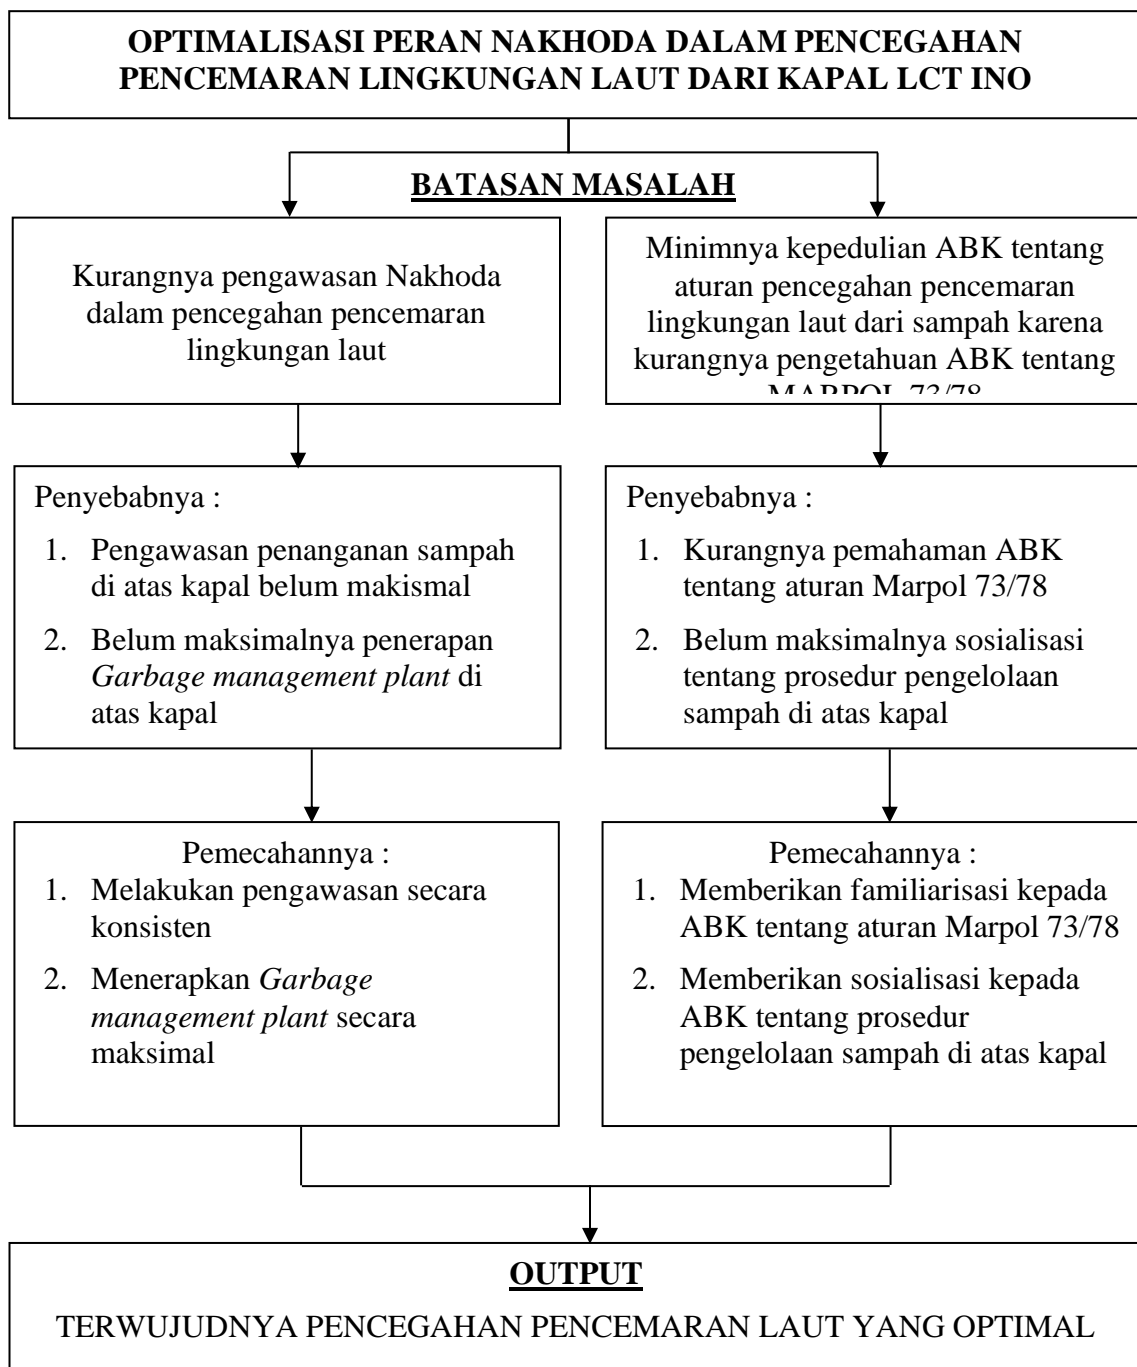 OPTIMALISASI PERAN NAKHODA DALAM PENCEGAHAN
PENCEMARAN LINGKUNGAN LAUT DARI KAPAL LCT INO
BATASAN MASALAH
Kurangnya pengawasan Nakhoda
dalam pencegahan pencemaran
lingkungan laut
Minimnya kepedulian ABK tentang
aturan pencegahan pencemaran
lingkungan laut dari sampah karena
kurangnya pengetahuan ABK tentang
MARPOL 73/78
Penyebabnya :
1. Pengawasan penanganan sampah
di atas kapal belum makismal
2. Belum maksimalnya penerapan
Garbage management plant di
atas kapal
Penyebabnya :
1. Kurangnya pemahaman ABK
tentang aturan Marpol 73/78
2. Belum maksimalnya sosialisasi
tentang prosedur pengelolaan
sampah di atas kapal
Pemecahannya :
1. Melakukan pengawasan secara
konsisten
2. Menerapkan Garbage
management plant secara
maksimal
Pemecahannya :
1. Memberikan familiarisasi kepada
ABK tentang aturan Marpol 73/78
2. Memberikan sosialisasi kepada
ABK tentang prosedur
pengelolaan sampah di atas kapal
OUTPUT
TERWUJUDNYA PENCEGAHAN PENCEMARAN LAUT YANG OPTIMAL